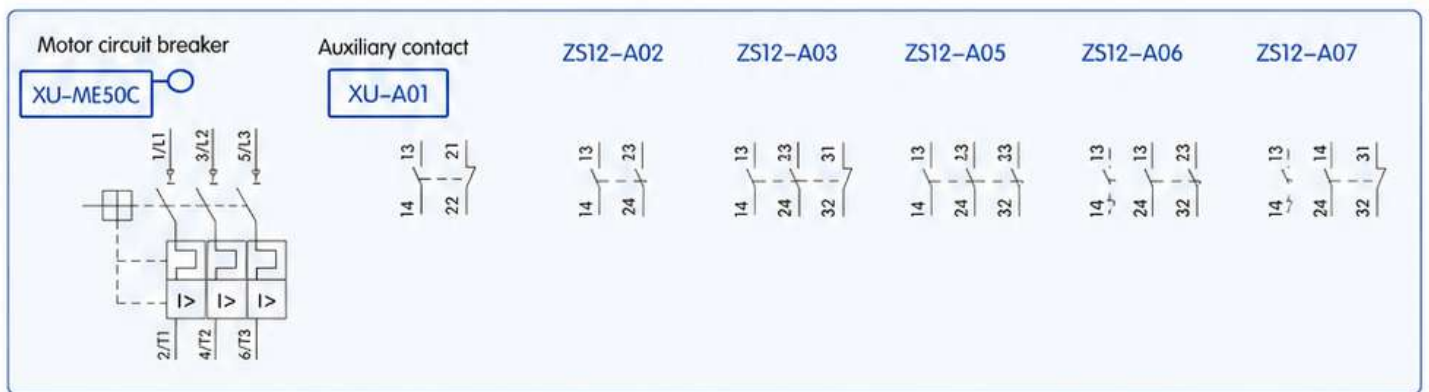 Motor circuit breaker
XU-ME50C
1/L1 3/L2 5/L3
I> I> I>
2/T1 4/T2 6/T3
Auxiliary contact
XU-A01
13 21
14 22
ZS12-A02
13 23
14 24
ZS12-A03
13 23 31
14 24 32
ZS12-A05
13 23 33
14 24 32
ZS12-A06
13 13 23
14 24 32
ZS12-A07
13 14 31
14 24 32